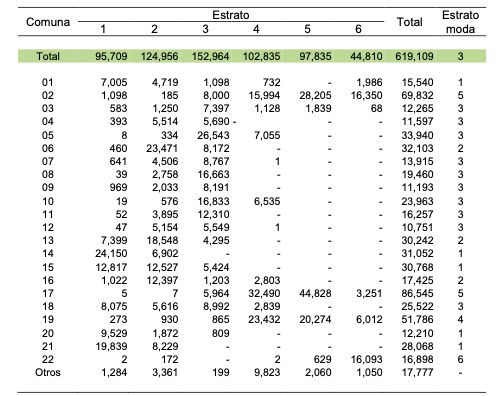 Comuna Estrato Total Estrato moda
1 2 3 4 5 6
Total 95,709 124,956 152,964 102,835 97,835 44,810 619,109 3
01 7,005 4,719 1,098 732 - 1,986 15,540 1
02 1,098 185 8,000 15,994 28,205 16,350 69,832 5
03 583 1,250 7,397 1,128 1,839 68 12,265 3
04 393 5,514 5,690 - - - 11,597 3
05 8 334 26,543 7,055 - - 33,940 3
06 460 23,471 8,172 - - - 32,103 2
07 641 4,506 8,767 1 - - 13,915 3
08 39 2,758 16,663 - - - 19,460 3
09 969 2,033 8,191 - - - 11,193 3
10 19 576 16,833 6,535 - - 23,963 3
11 52 3,895 12,310 - - - 16,257 3
12 47 5,154 5,549 1 - - 10,751 3
13 7,399 18,548 4,295 - - - 30,242 2
14 24,150 6,902 - - - - 31,052 1
15 12,817 12,527 5,424 - - - 30,768 1
16 1,022 12,397 1,203 2,803 - - 17,425 2
17 5 7 5,964 32,490 44,828 3,251 86,545 5
18 8,075 5,616 8,992 2,839 - - 25,522 3
19 273 930 865 23,432 20,274 6,012 51,786 4
20 9,529 1,872 809 - - - 12,210 1
21 19,839 8,229 - - - - 28,068 1
22 2 172 - 2 629 16,093 16,898 6
Otros 1,284 3,361 199 9,823 2,060 1,050 17,777 -